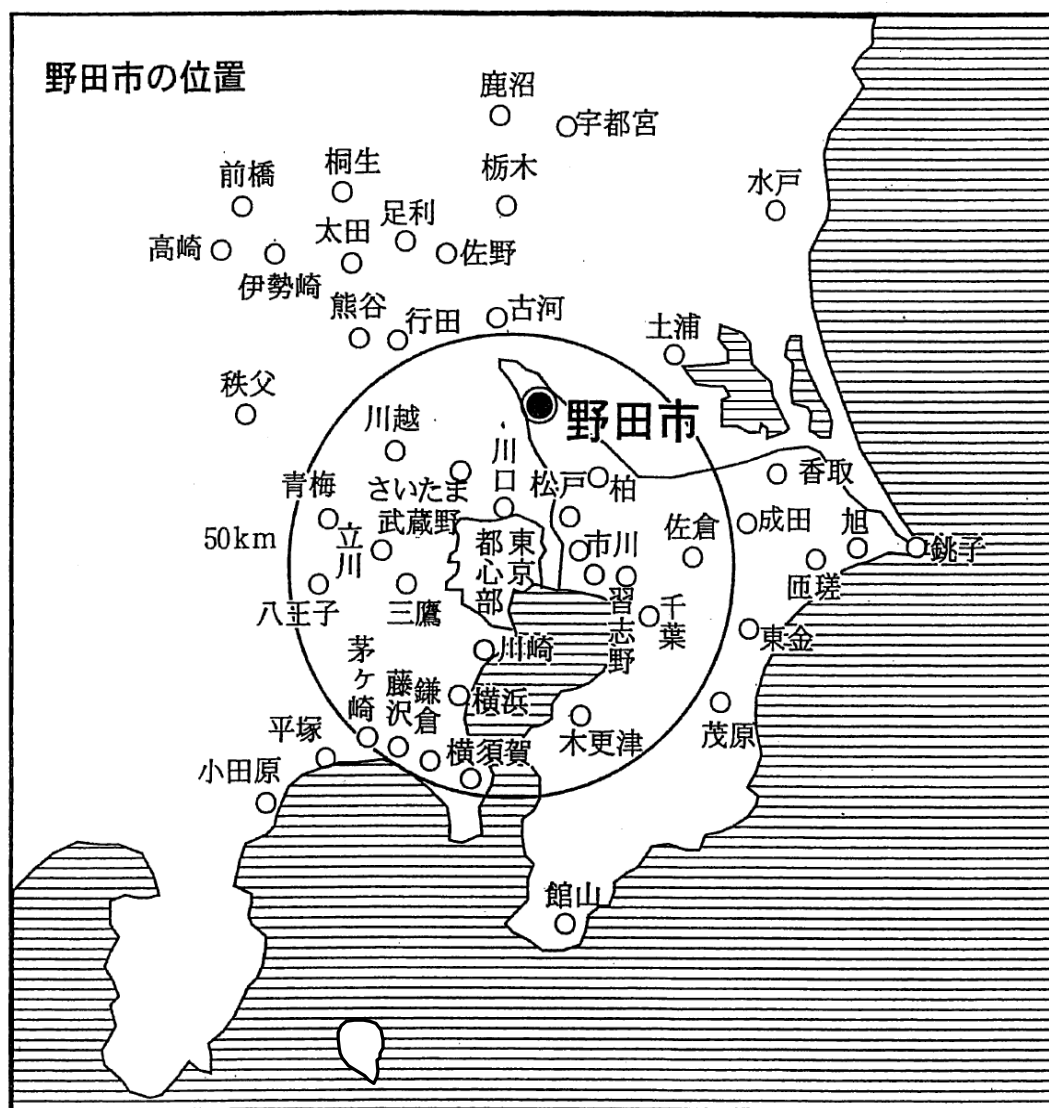 野田市の位置
鹿沼
宇都宮
桐生
栃木
前橋
水戸
足利
太田
高崎
佐野
伊勢崎
熊谷
行田
古河
土浦
秩父
野田市
川越
川口
さいたま
松戸
柏
香取
青梅
武蔵野
50km
立川
東京
都心部
市川
佐倉
成田
旭
銚子
匝瑳
八王子
三鷹
習志野
千葉
東金
茅ヶ崎
川崎
藤沢
鎌倉
横浜
木更津
茂原
平塚
横須賀
小田原
館山